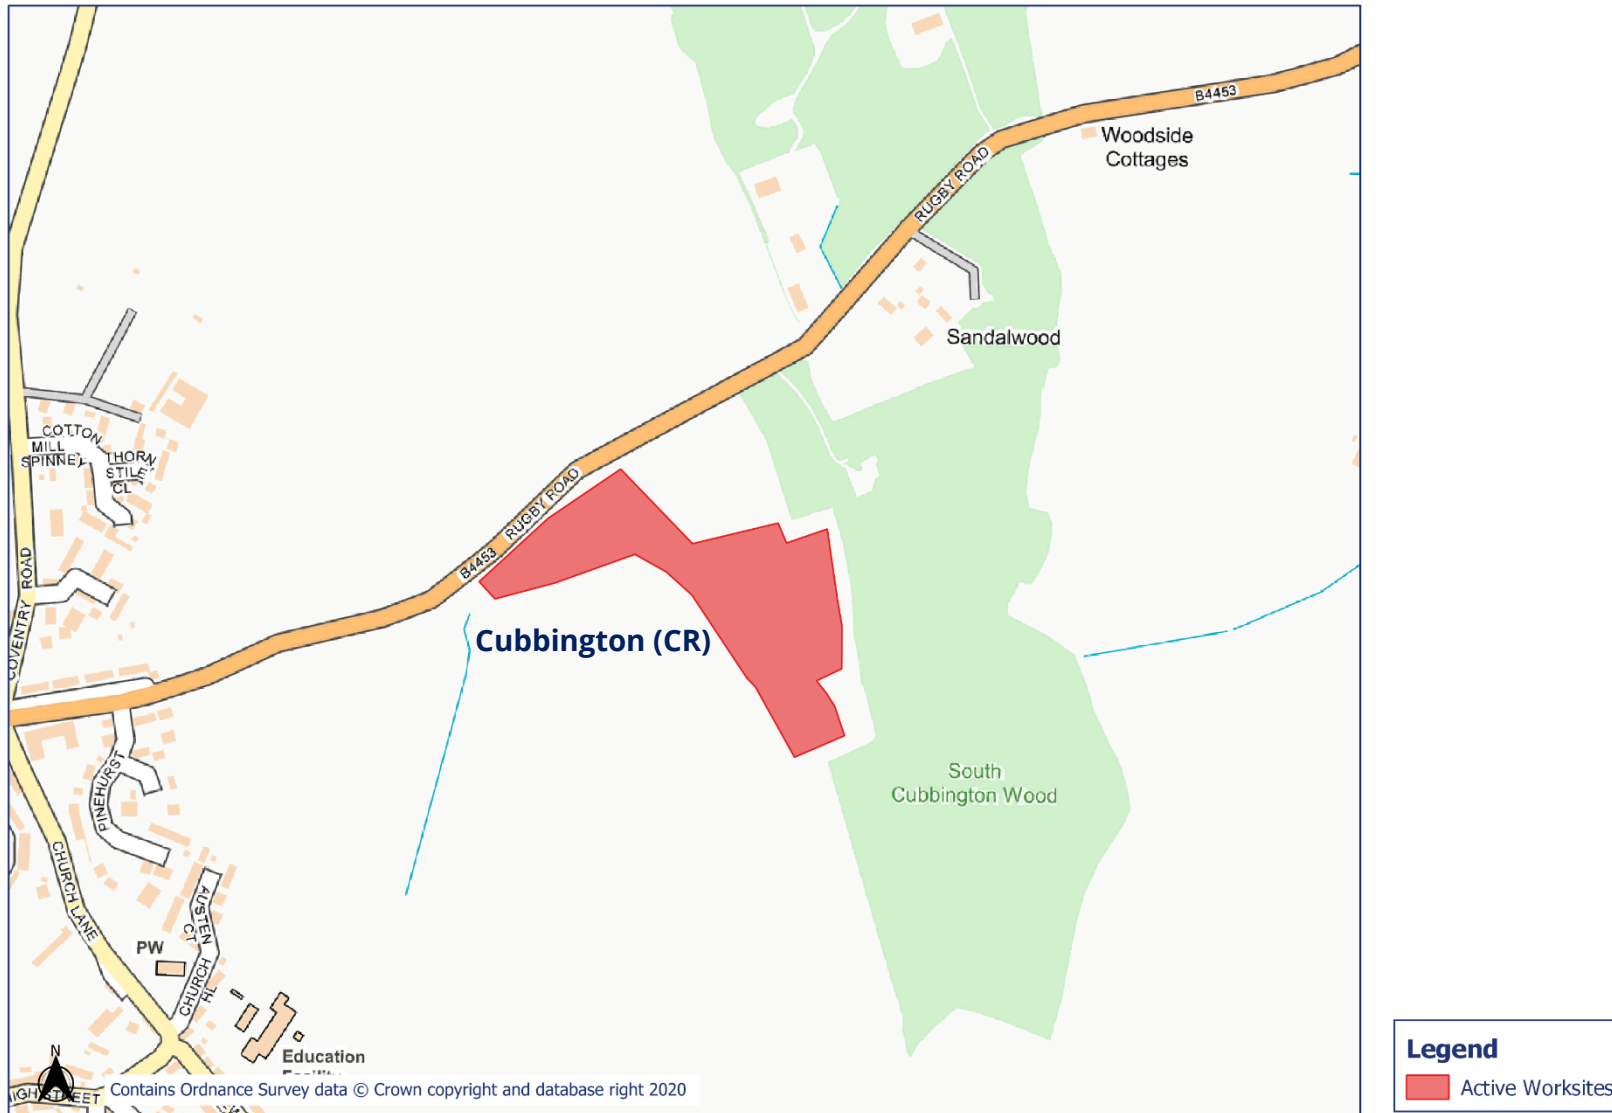 B4453
Woodside
Cottages
RUGBY ROAD
Sandalwood
COTTON
MILL
SPINNEY
THORN
STILE
CL
RUGBY ROAD
B4453
COVENTRY ROAD
Cubbington (CR)
PINEHURST
South
Cubbington Wood
CHURCH LANE
AUSTEN
CT
PW
CHURCH
HL
Education
Facility
N
STREET
Contains Ordnance Survey data © Crown copyright and database right 2020
Legend
Active Worksites